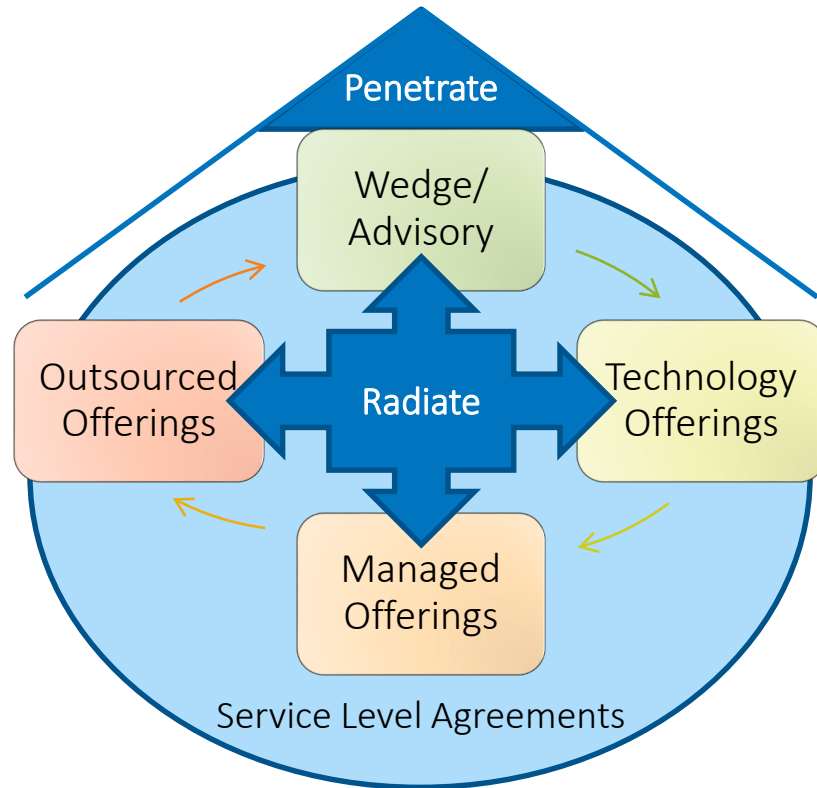 Penetrate
Wedge/
Advisory
Outsourced
Offerings
Radiate
Technology
Offerings
Managed
Offerings
Service Level Agreements